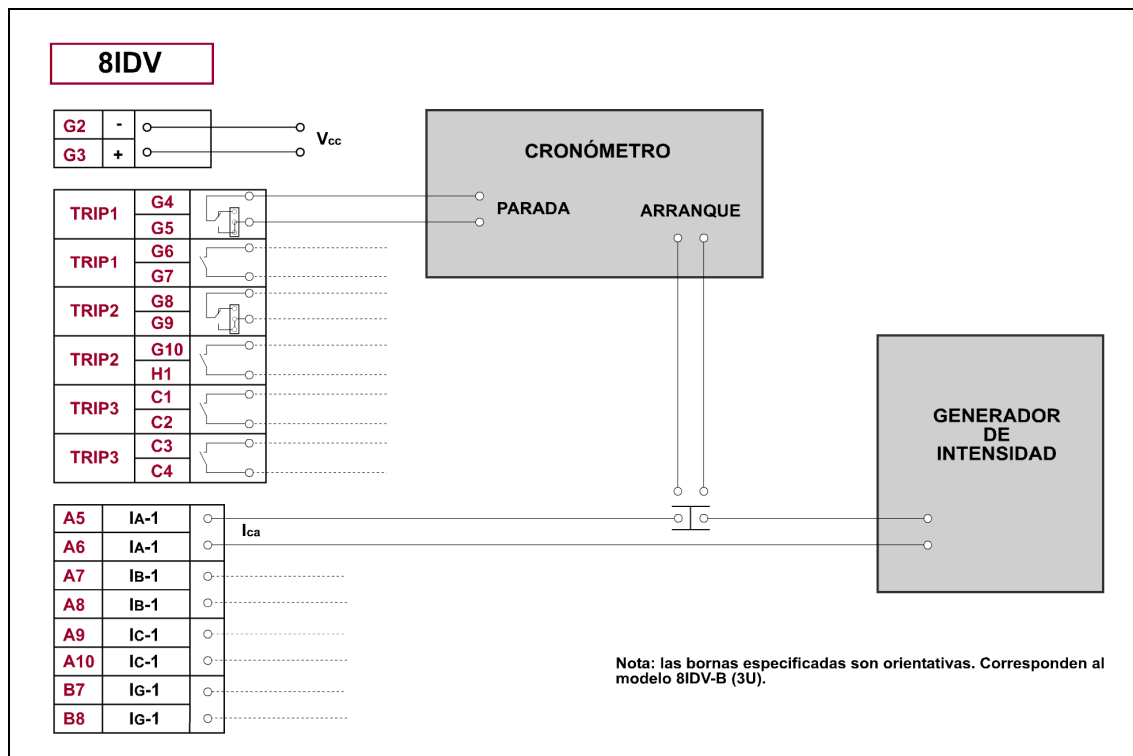 8IDV
G2 -
G3 +
Vcc
CRONÓMETRO
PARADA
ARRANQUE
TRIP1 G4
G5
TRIP1 G6
G7
TRIP2 G8
G9
TRIP2 G10
H1
TRIP3 C1
C2
TRIP3 C3
C4
GENERADOR
DE
INTENSIDAD
A5 IA-1
Ica
A6 IA-1
A7 IB-1
A8 IB-1
A9 IC-1
A10 IC-1
B7 IG-1
B8 IG-1
Nota: las bornas especificadas son orientativas. Corresponden al
modelo 8IDV-B (3U).